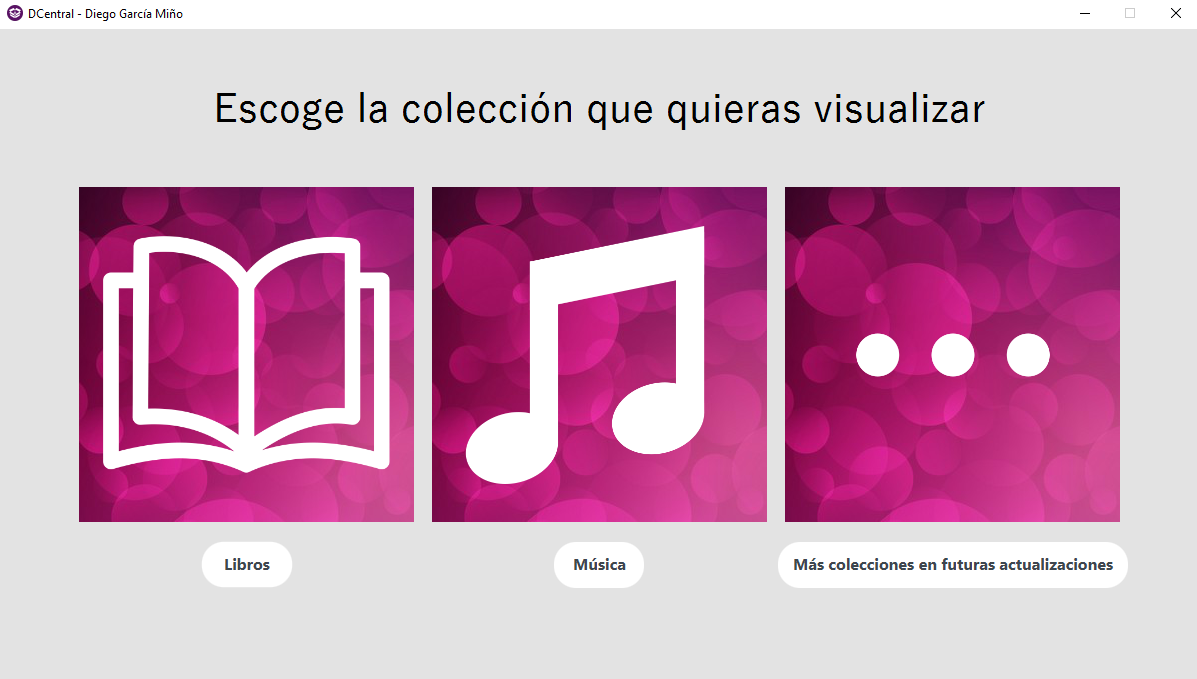 DCentral - Diego García Miño
Escoge la colección que quieras visualizar
Libros
Música
Más colecciones en futuras actualizaciones